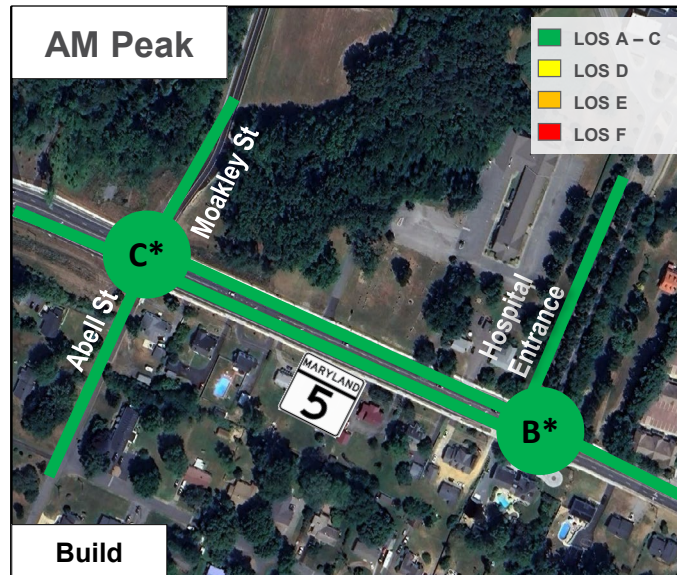 AM Peak
LOS A – C
LOS D
LOS E
LOS F
Moakley St
C*
Abell St
Hospital
Entrance
MARYLAND
5
B*
Build